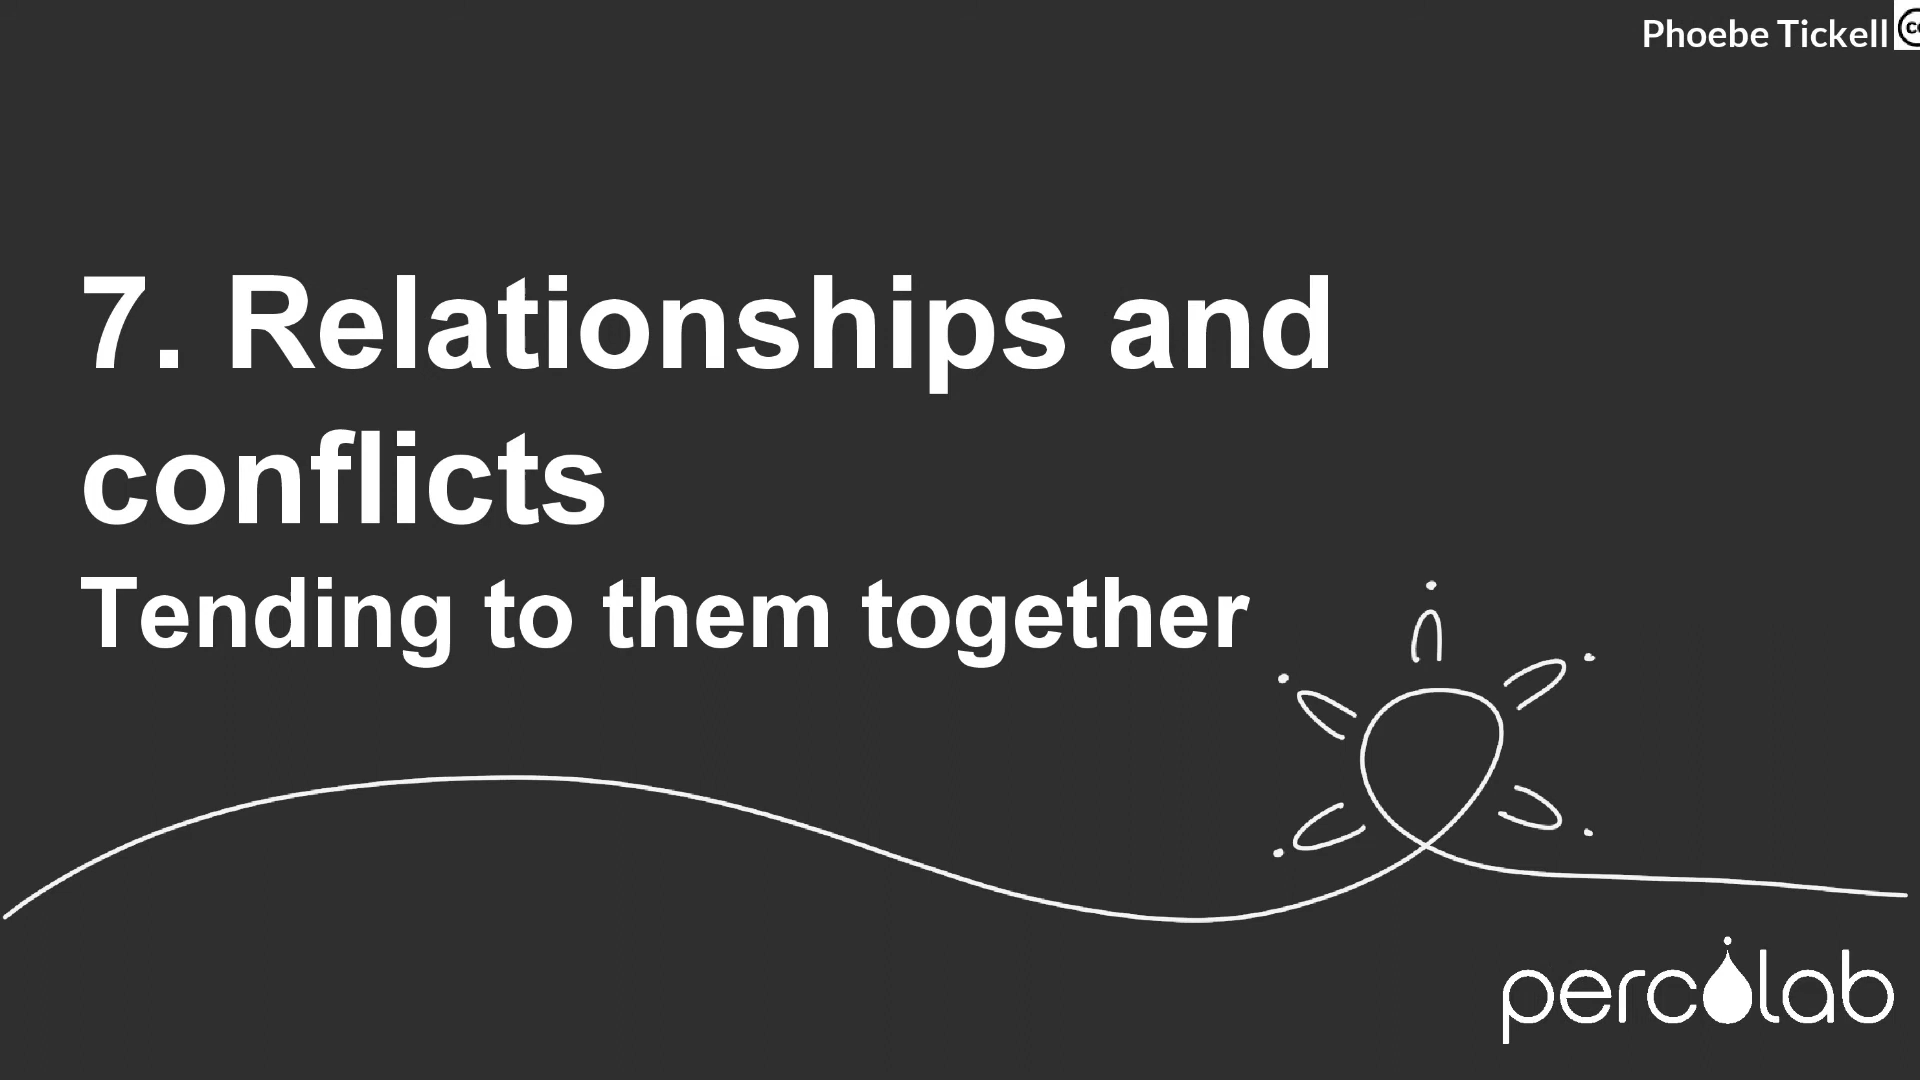 Phoebe Tickell
7. Relationships and
conflicts
Tending to them together
percolab